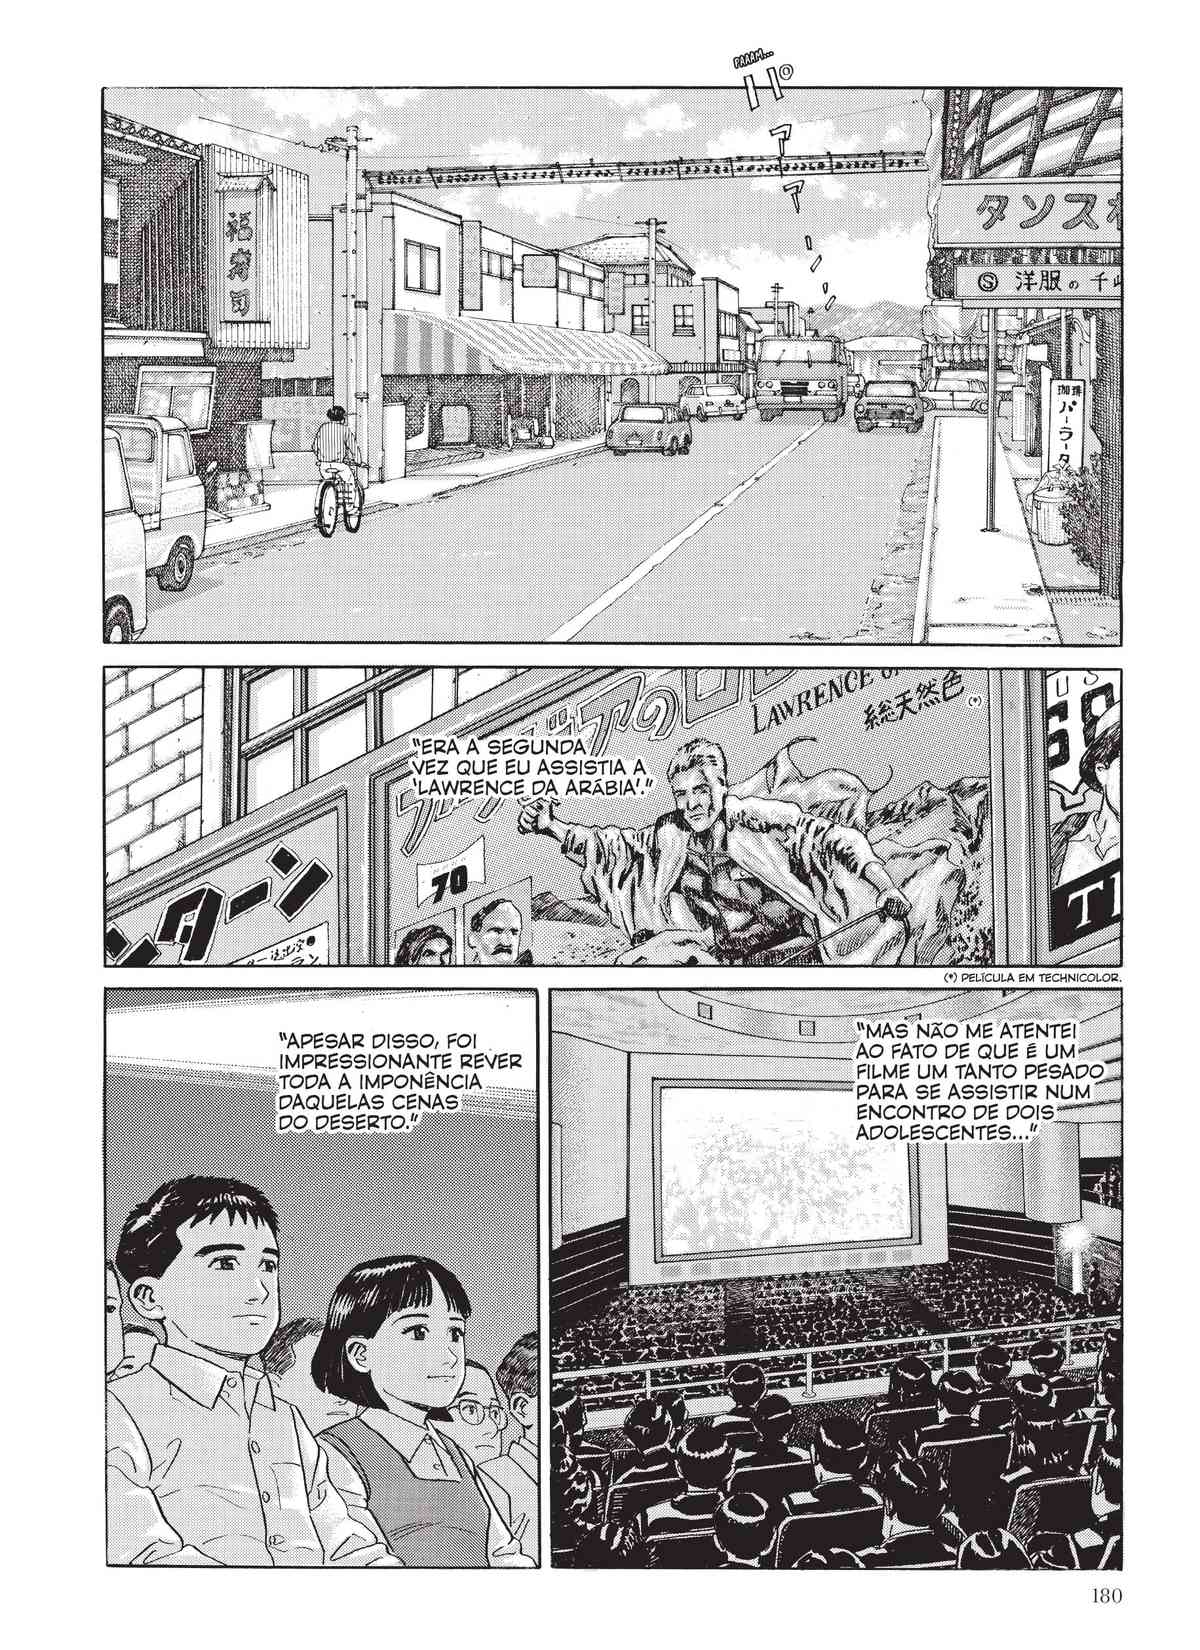 PAAAM...
パ
ァ
ァ
福寿司
タンス
Ⓢ 洋服の千
珈琲
パーラー
LAWRENCE
総天然色(*)
"ERA A SEGUNDA
VEZ QUE EU ASSISTIA A
'LAWRENCE DA ARÁBIA'."
70
ターン
(*) PELÍCULA EM TECHNICOLOR.
"APESAR DISSO, FOI
IMPRESSIONANTE REVER
TODA A IMPONÊNCIA
DAQUELAS CENAS
DO DESERTO."
"MAS NÃO ME ATENTEI
AO FATO DE QUE É UM
FILME UM TANTO PESADO
PARA SE ASSISTIR NUM
ENCONTRO DE DOIS
ADOLESCENTES..."
180